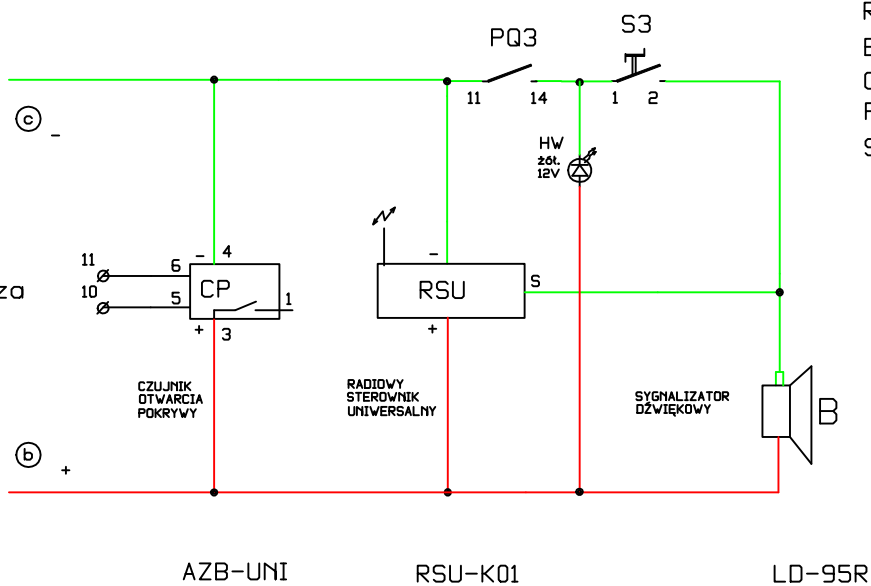 R
S3
PQ3
E
11
14
1
2
c
-
HW
żół.
12V
9
11
6
-
4
-
za
10
5
CP
1
RSU
S
+
3
+
CZUJNIK
OTWARCIA
POKRYWY
RADIOWY
STEROWNIK
UNIWERSALNY
SYGNALIZATOR
DŹWIĘKOWY
B
b
+
AZB-UNI
RSU-K01
LD-95R